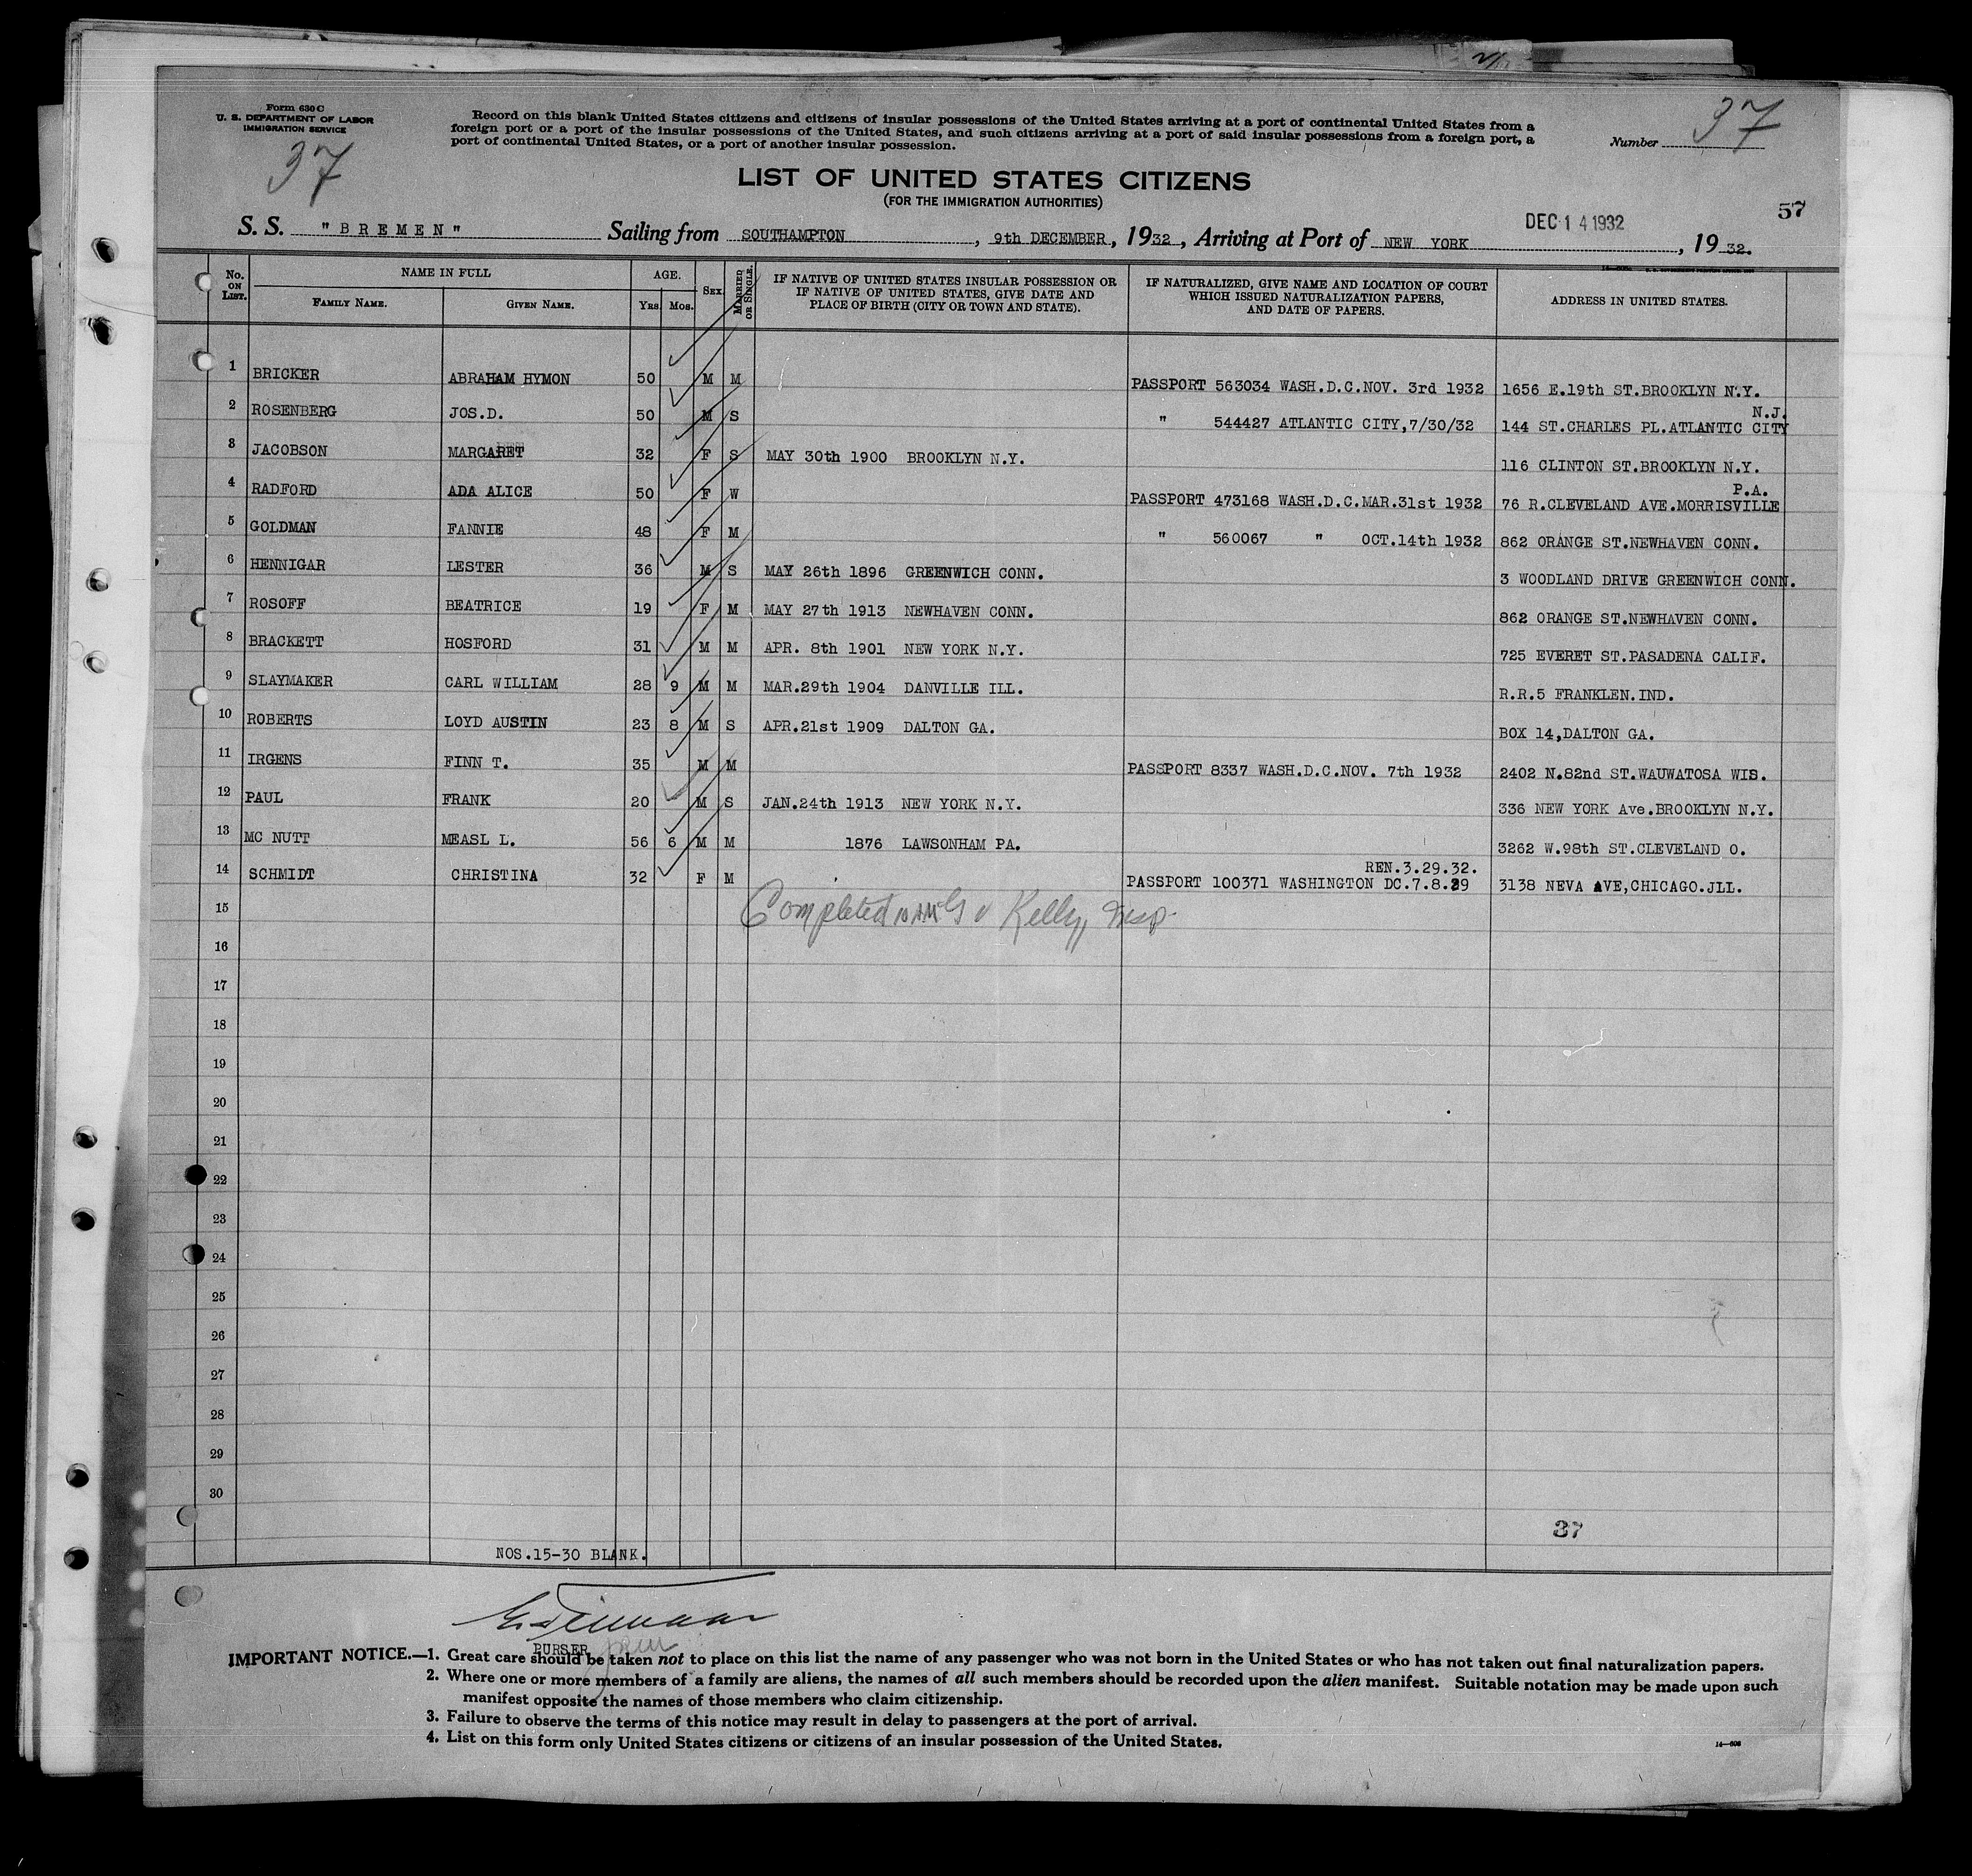 Form 630 C
U. S. DEPARTMENT OF LABOR
IMMIGRATION SERVICE
37
Record on this blank United States citizens and citizens of insular possessions of the United States arriving at a port of continental United States from a
foreign port or a port of the insular possessions of the United States, and such citizens arriving at a port of said insular possessions from a foreign port, a
port of continental United States, or a port of another insular possession.
Number 37
LIST OF UNITED STATES CITIZENS
(FOR THE IMMIGRATION AUTHORITIES)
57
DEC 14 1932
S. S. "BREMEN" Sailing from SOUTHAMPTON, 9th DECEMBER, 1932, Arriving at Port of NEW YORK, 1932.
No. ON LIST. NAME IN FULL FAMILY NAME. GIVEN NAME. AGE. Yrs. Mos. SEX. MARRIED OR SINGLE. IF NATIVE OF UNITED STATES INSULAR POSSESSION OR IF NATIVE OF UNITED STATES, GIVE DATE AND PLACE OF BIRTH (CITY OR TOWN AND STATE). IF NATURALIZED, GIVE NAME AND LOCATION OF COURT WHICH ISSUED NATURALIZATION PAPERS, AND DATE OF PAPERS. ADDRESS IN UNITED STATES.
1 BRICKER ABRAHAM HYMON 50 M M PASSPORT 563034 WASH.D.C.NOV. 3rd 1932 1656 E.19th ST.BROOKLYN N.Y.
2 ROSENBERG JOS.D. 50 M S " 544427 ATLANTIC CITY,7/30/32 144 ST.CHARLES PL.ATLANTIC CITY N.J.
3 JACOBSON MARGARET 32 F S MAY 30th 1900 BROOKLYN N.Y. 116 CLINTON ST.BROOKLYN N.Y.
4 RADFORD ADA ALICE 50 F W PASSPORT 473168 WASH.D.C.MAR.31st 1932 76 R.CLEVELAND AVE.MORRISVILLE P.A.
5 GOLDMAN FANNIE 48 F M " 560067 " OCT.14th 1932 862 ORANGE ST.NEWHAVEN CONN.
6 HENNIGAR LESTER 36 M S MAY 26th 1896 GREENWICH CONN. 3 WOODLAND DRIVE GREENWICH CONN.
7 ROSOFF BEATRICE 19 F M MAY 27th 1913 NEWHAVEN CONN. 862 ORANGE ST.NEWHAVEN CONN.
8 BRACKETT HOSFORD 31 M M APR. 8th 1901 NEW YORK N.Y. 725 EVERET ST.PASADENA CALIF.
9 SLAYMAKER CARL WILLIAM 28 9 M M MAR.29th 1904 DANVILLE ILL. R.R.5 FRANKLEN.IND.
10 ROBERTS LOYD AUSTIN 23 8 M S APR.21st 1909 DALTON GA. BOX 14,DALTON GA.
11 IRGENS FINN T. 35 M M PASSPORT 8337 WASH.D.C.NOV. 7th 1932 2402 N.82nd ST.WAUWATOSA WIS.
12 PAUL FRANK 20 M S JAN.24th 1913 NEW YORK N.Y. 336 NEW YORK Ave.BROOKLYN N.Y.
13 MC NUTT MEASL L. 56 6 M M 1876 LAWSONHAM PA. 3262 W.98th ST.CLEVELAND O.
REN.3.29.32.
14 SCHMIDT CHRISTINA 32 F M PASSPORT 100371 WASHINGTON DC.7.8.29 3138 NEVA AVE,CHICAGO.JLL.
15 Completed 10 AM G v Kelly, Insp.
16
17
18
19
20
21
22
23
24
25
26
27
28
29
30
37
NOS.15-30 BLANK.
PURSER
IMPORTANT NOTICE.—1. Great care should be taken not to place on this list the name of any passenger who was not born in the United States or who has not taken out final naturalization papers.
2. Where one or more members of a family are aliens, the names of all such members should be recorded upon the alien manifest. Suitable notation may be made upon such
manifest opposite the names of those members who claim citizenship.
3. Failure to observe the terms of this notice may result in delay to passengers at the port of arrival.
4. List on this form only United States citizens or citizens of an insular possession of the United States.